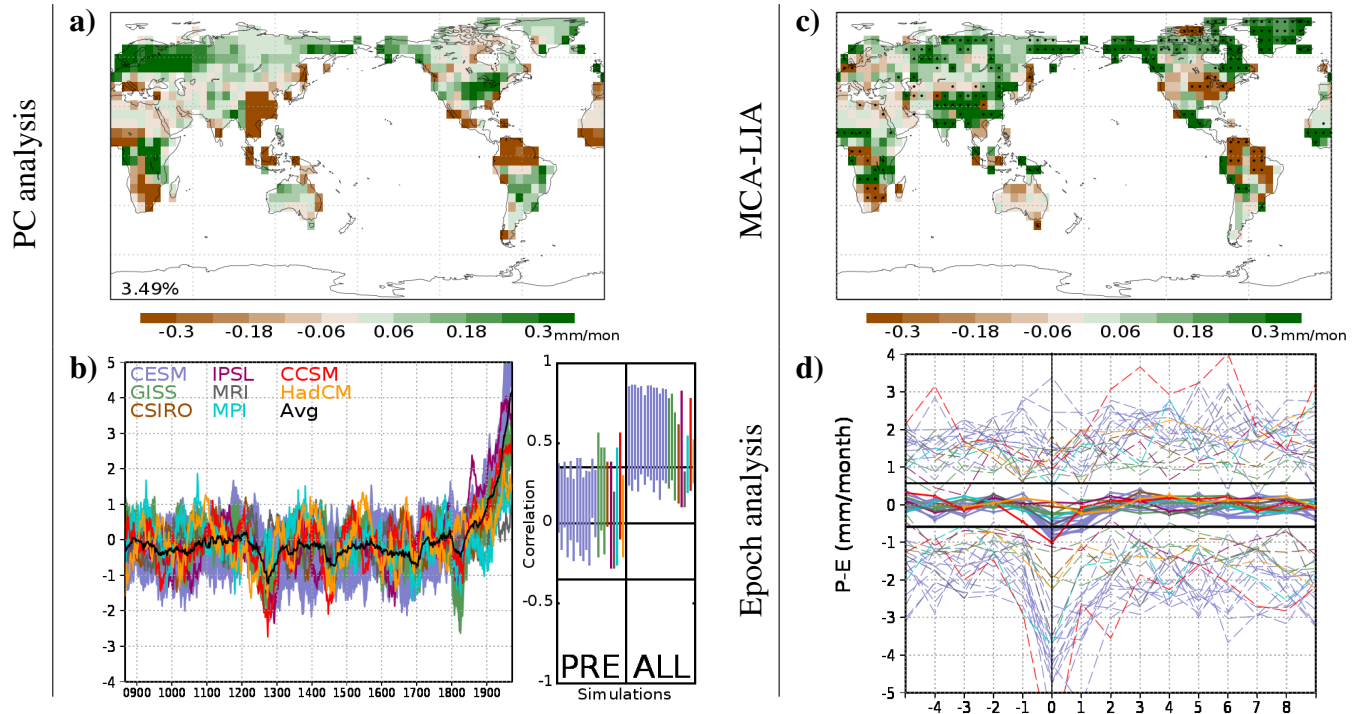 a)
PC analysis
3.49%
-0.3 -0.18 -0.06 0.06 0.18 0.3 mm/mon
b)
CESM IPSL CCSM
GISS MRI HadCM
CSIRO MPI Avg
5
4
3
2
1
0
-1
-2
-3
-4
0900 1000 1100 1200 1300 1400 1500 1600 1700 1800 1900
Correlation
1
0.5
0
-0.5
-1
PRE ALL
Simulations
c)
MCA-LIA
-0.3 -0.18 -0.06 0.06 0.18 0.3 mm/mon
d)
Epoch analysis
P-E (mm/month)
4
3
2
1
0
-1
-2
-3
-4
-5
-4 -3 -2 -1 0 1 2 3 4 5 6 7 8